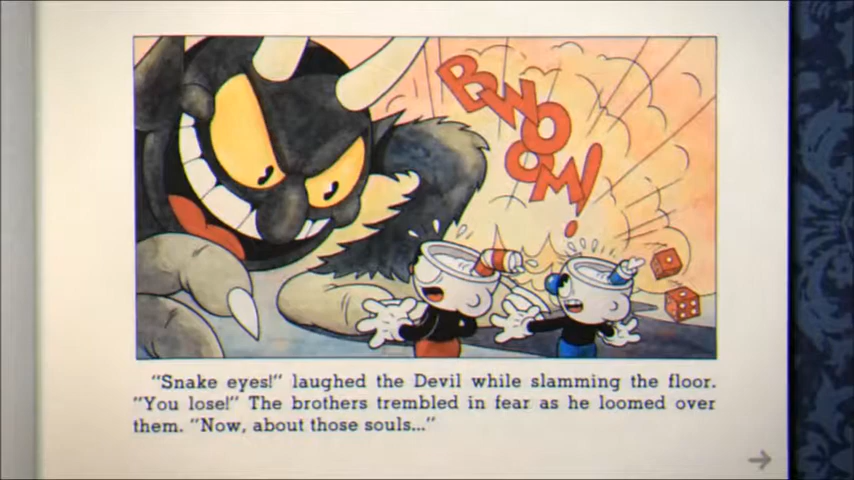 BWOOM!
"Snake eyes!" laughed the Devil while slamming the floor.
"You lose!" The brothers trembled in fear as he loomed over
them. "Now, about those souls..."